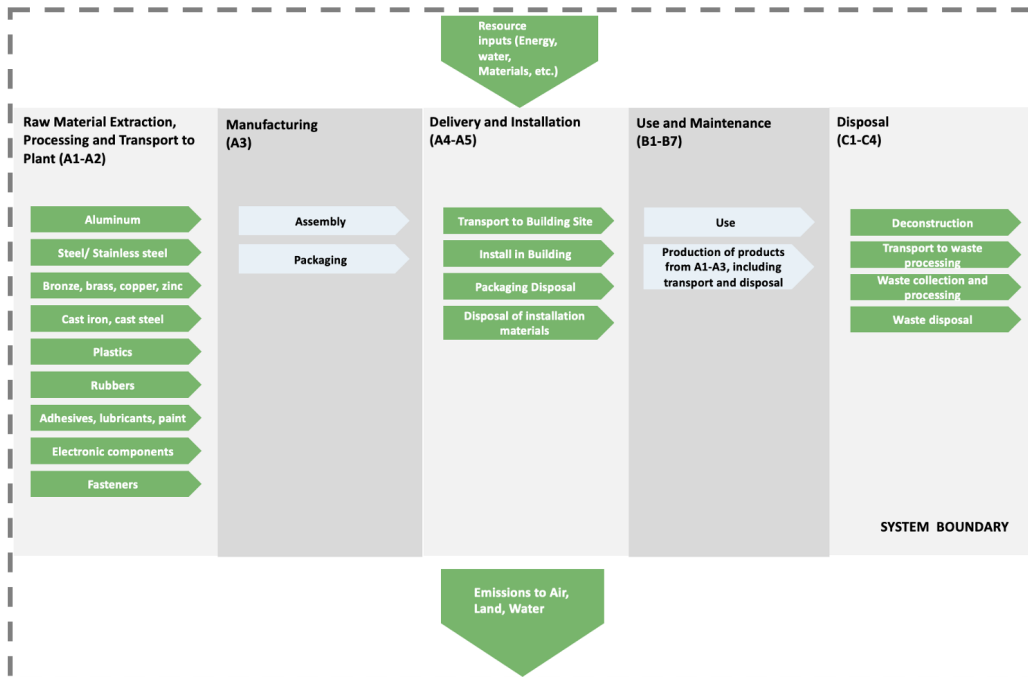 Resource
inputs (Energy,
water,
Materials, etc.)
Raw Material Extraction,
Processing and Transport to
Plant (A1-A2)
Aluminum
Steel/ Stainless steel
Bronze, brass, copper, zinc
Cast iron, cast steel
Plastics
Rubbers
Adhesives, lubricants, paint
Electronic components
Fasteners
Manufacturing
(A3)
Assembly
Packaging
Delivery and Installation
(A4-A5)
Transport to Building Site
Install in Building
Packaging Disposal
Disposal of installation
materials
Use and Maintenance
(B1-B7)
Use
Production of products
from A1-A3, including
transport and disposal
Disposal
(C1-C4)
Deconstruction
Transport to waste
processing
Waste collection and
processing
Waste disposal
SYSTEM BOUNDARY
Emissions to Air,
Land, Water